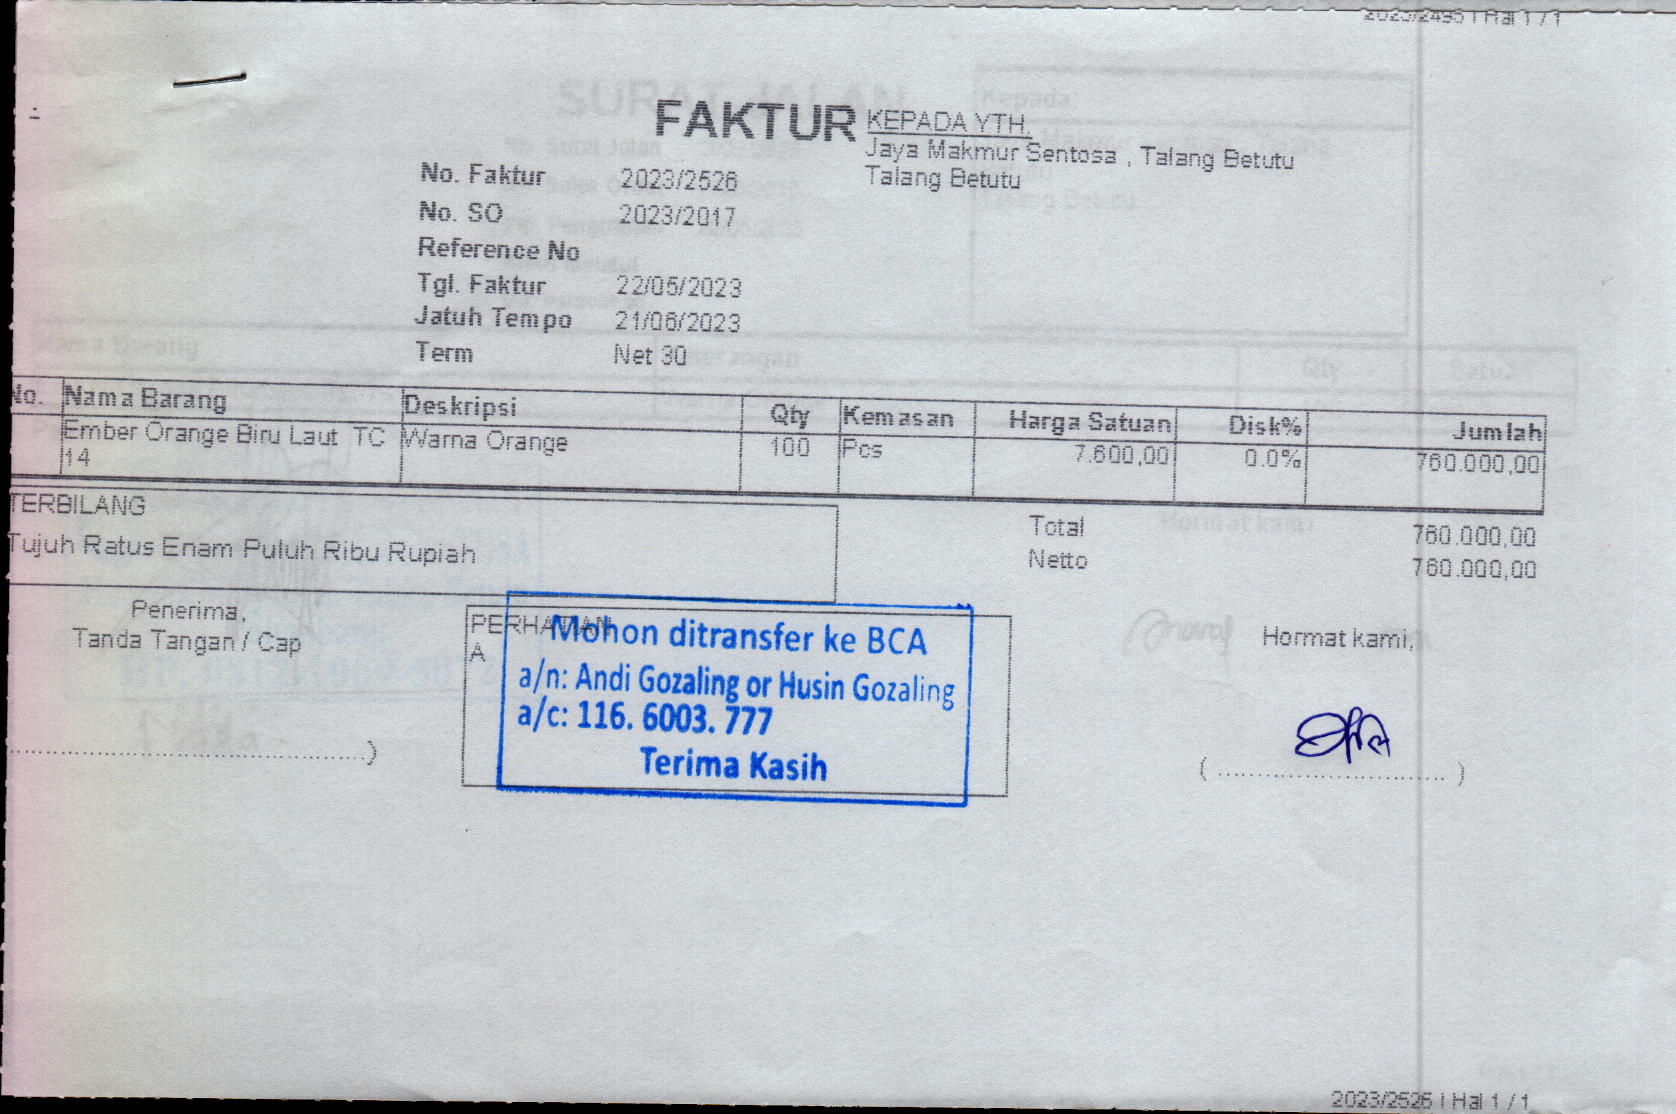 2023/2495 | Hal 1 / 1
FAKTUR
KEPADA YTH,
Jaya Makmur Sentosa , Talang Betutu
Talang Betutu
No. Faktur 2023/2526
No. SO 2023/2017
Reference No
Tgl. Faktur 22/05/2023
Jatuh Tempo 21/06/2023
Term Net 30
No. Nama Barang Deskripsi Qty Kemasan Harga Satuan Disk% Jumlah
Ember Orange Biru Laut TC Warna Orange 100 Pcs 7.600,00 0.0% 760.000,00
14
TERBILANG
Tujuh Ratus Enam Puluh Ribu Rupiah
Total 760.000,00
Netto 760.000,00
Penerima,
Tanda Tangan / Cap
PERHATIAN
A
Mohon ditransfer ke BCA
a/n: Andi Gozaling or Husin Gozaling
a/c: 116. 6003. 777
Terima Kasih
Hormat kami,
2023/2526 | Hal 1 / 1